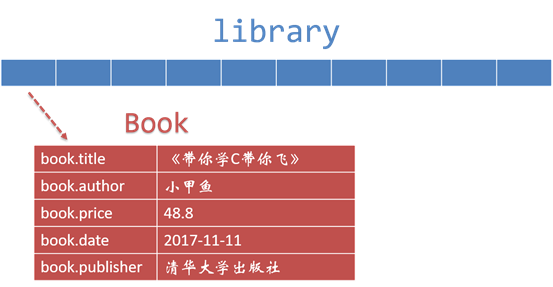 library
Book
book.title 《带你学C带你飞》
book.author 小甲鱼
book.price 48.8
book.date 2017-11-11
book.publisher 清华大学出版社